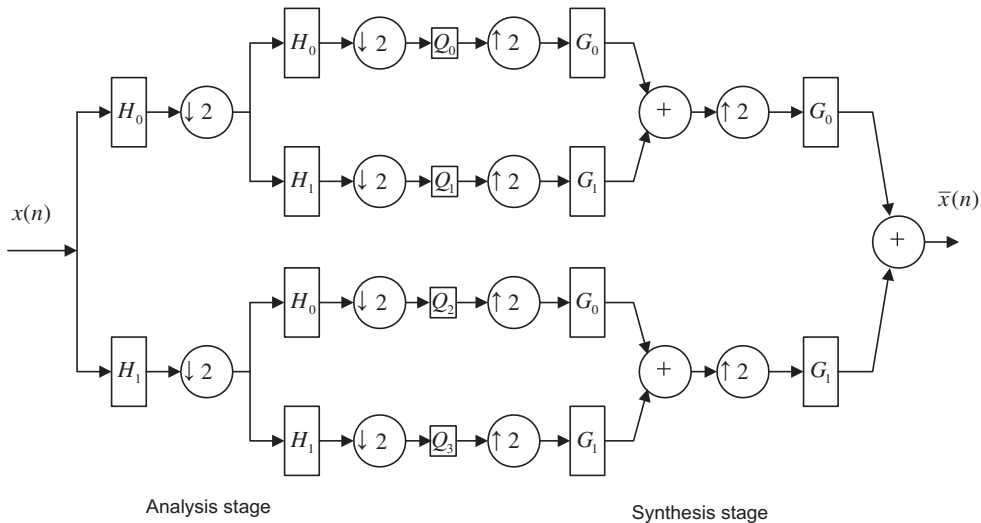 H₀ ↓ 2 Q₀ ↑ 2 G₀
H₀ ↓ 2 + ↑ 2 G₀
H₁ ↓ 2 Q₁ ↑ 2 G₁
x(n) x̅(n)
+
H₀ ↓ 2 Q₂ ↑ 2 G₀
H₁ ↓ 2 + ↑ 2 G₁
H₁ ↓ 2 Q₃ ↑ 2 G₁
Analysis stage Synthesis stage